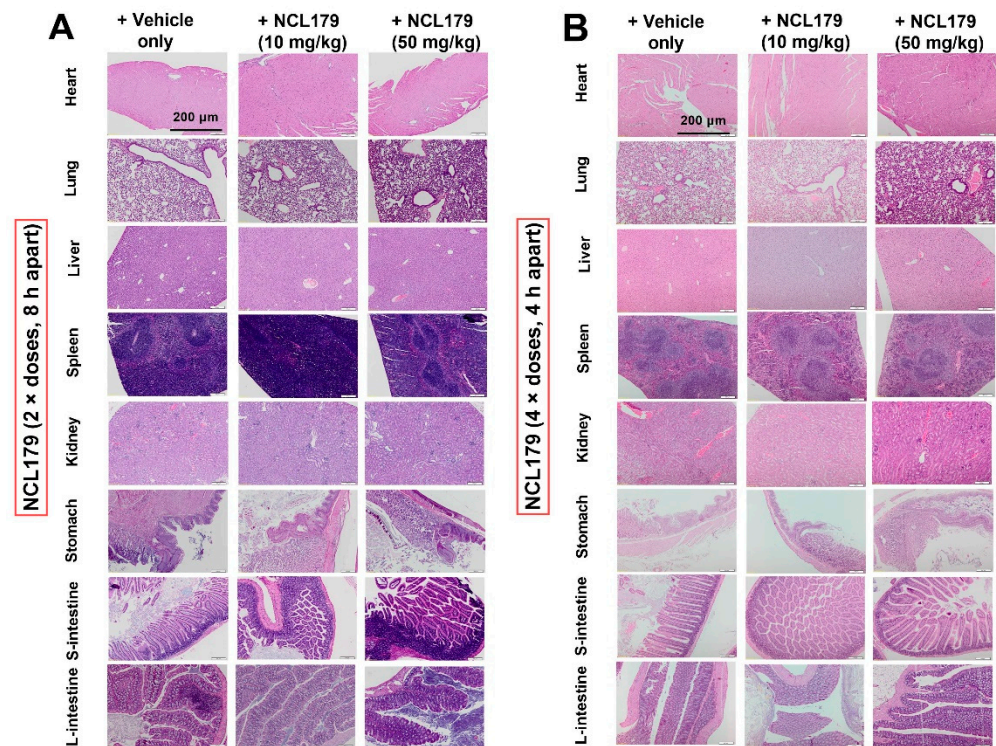 A
+ Vehicle only
+ NCL179 (10 mg/kg)
+ NCL179 (50 mg/kg)
NCL179 (2 × doses, 8 h apart)
Heart
200 µm
Lung
Liver
Spleen
Kidney
Stomach
S-intestine
L-intestine
B
+ Vehicle only
+ NCL179 (10 mg/kg)
+ NCL179 (50 mg/kg)
NCL179 (4 × doses, 4 h apart)
Heart
200 µm
Lung
Liver
Spleen
Kidney
Stomach
S-intestine
L-intestine